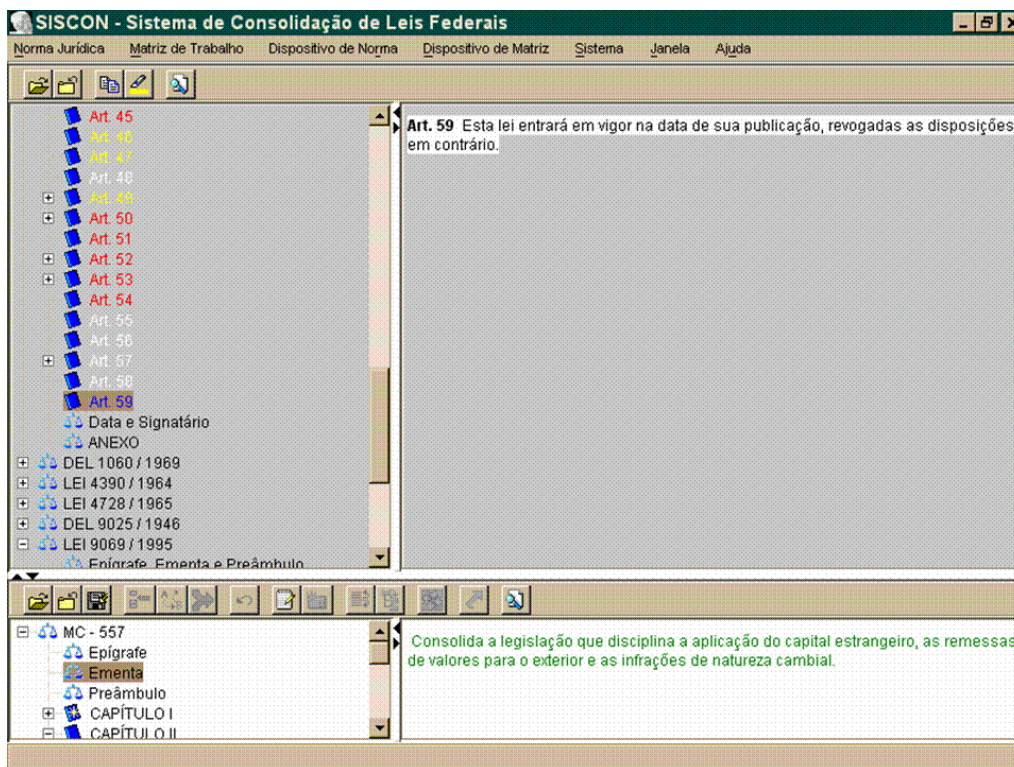 SISCON - Sistema de Consolidação de Leis Federais
Norma Jurídica Matriz de Trabalho Dispositivo de Norma Dispositivo de Matriz Sistema Janela Ajuda
Art. 45
Art. 46
Art. 47
Art. 48
Art. 49
Art. 50
Art. 51
Art. 52
Art. 53
Art. 54
Art. 55
Art. 56
Art. 57
Art. 58
Art. 59
Data e Signatário
ANEXO
DEL 1060 / 1969
LEI 4390 / 1964
LEI 4728 / 1965
DEL 9025 / 1946
LEI 9069 / 1995
Epígrafe, Ementa e Preâmbulo
Art. 59 Esta lei entrará em vigor na data de sua publicação, revogadas as disposições
em contrário.
MC - 557
Epígrafe
Ementa
Preâmbulo
CAPÍTULO I
CAPÍTULO II
Consolida a legislação que disciplina a aplicação do capital estrangeiro, as remessas
de valores para o exterior e as infrações de natureza cambial.